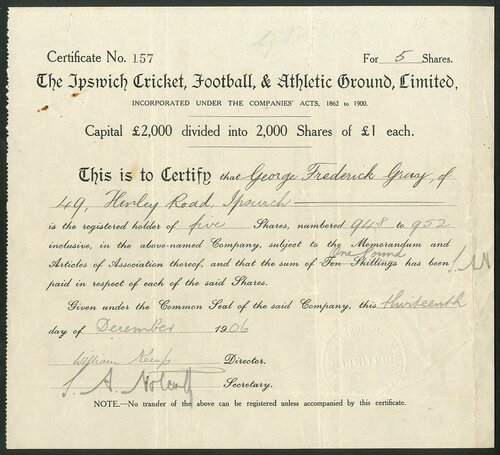 Certificate No. 157 For 5 Shares.
The Ipswich Cricket, Football, & Athletic Ground, Limited,
INCORPORATED UNDER THE COMPANIES' ACTS, 1862 to 1900.
Capital £2,000 divided into 2,000 Shares of £1 each.
This is to Certify that George Frederick Gray, of
49, Henley Road, Ipswich
is the registered holder of five Shares, numbered 948 to 952
inclusive, in the above-named Company, subject to the Memorandum and
One Pound
Articles of Association thereof, and that the sum of Ten Shillings has been
paid in respect of each of the said Shares.
Given under the Common Seal of the said Company, this thirteenth
day of December 1906
William Kemp Director.
Secretary.
NOTE.—No transfer of the above can be registered unless accompanied by this certificate.